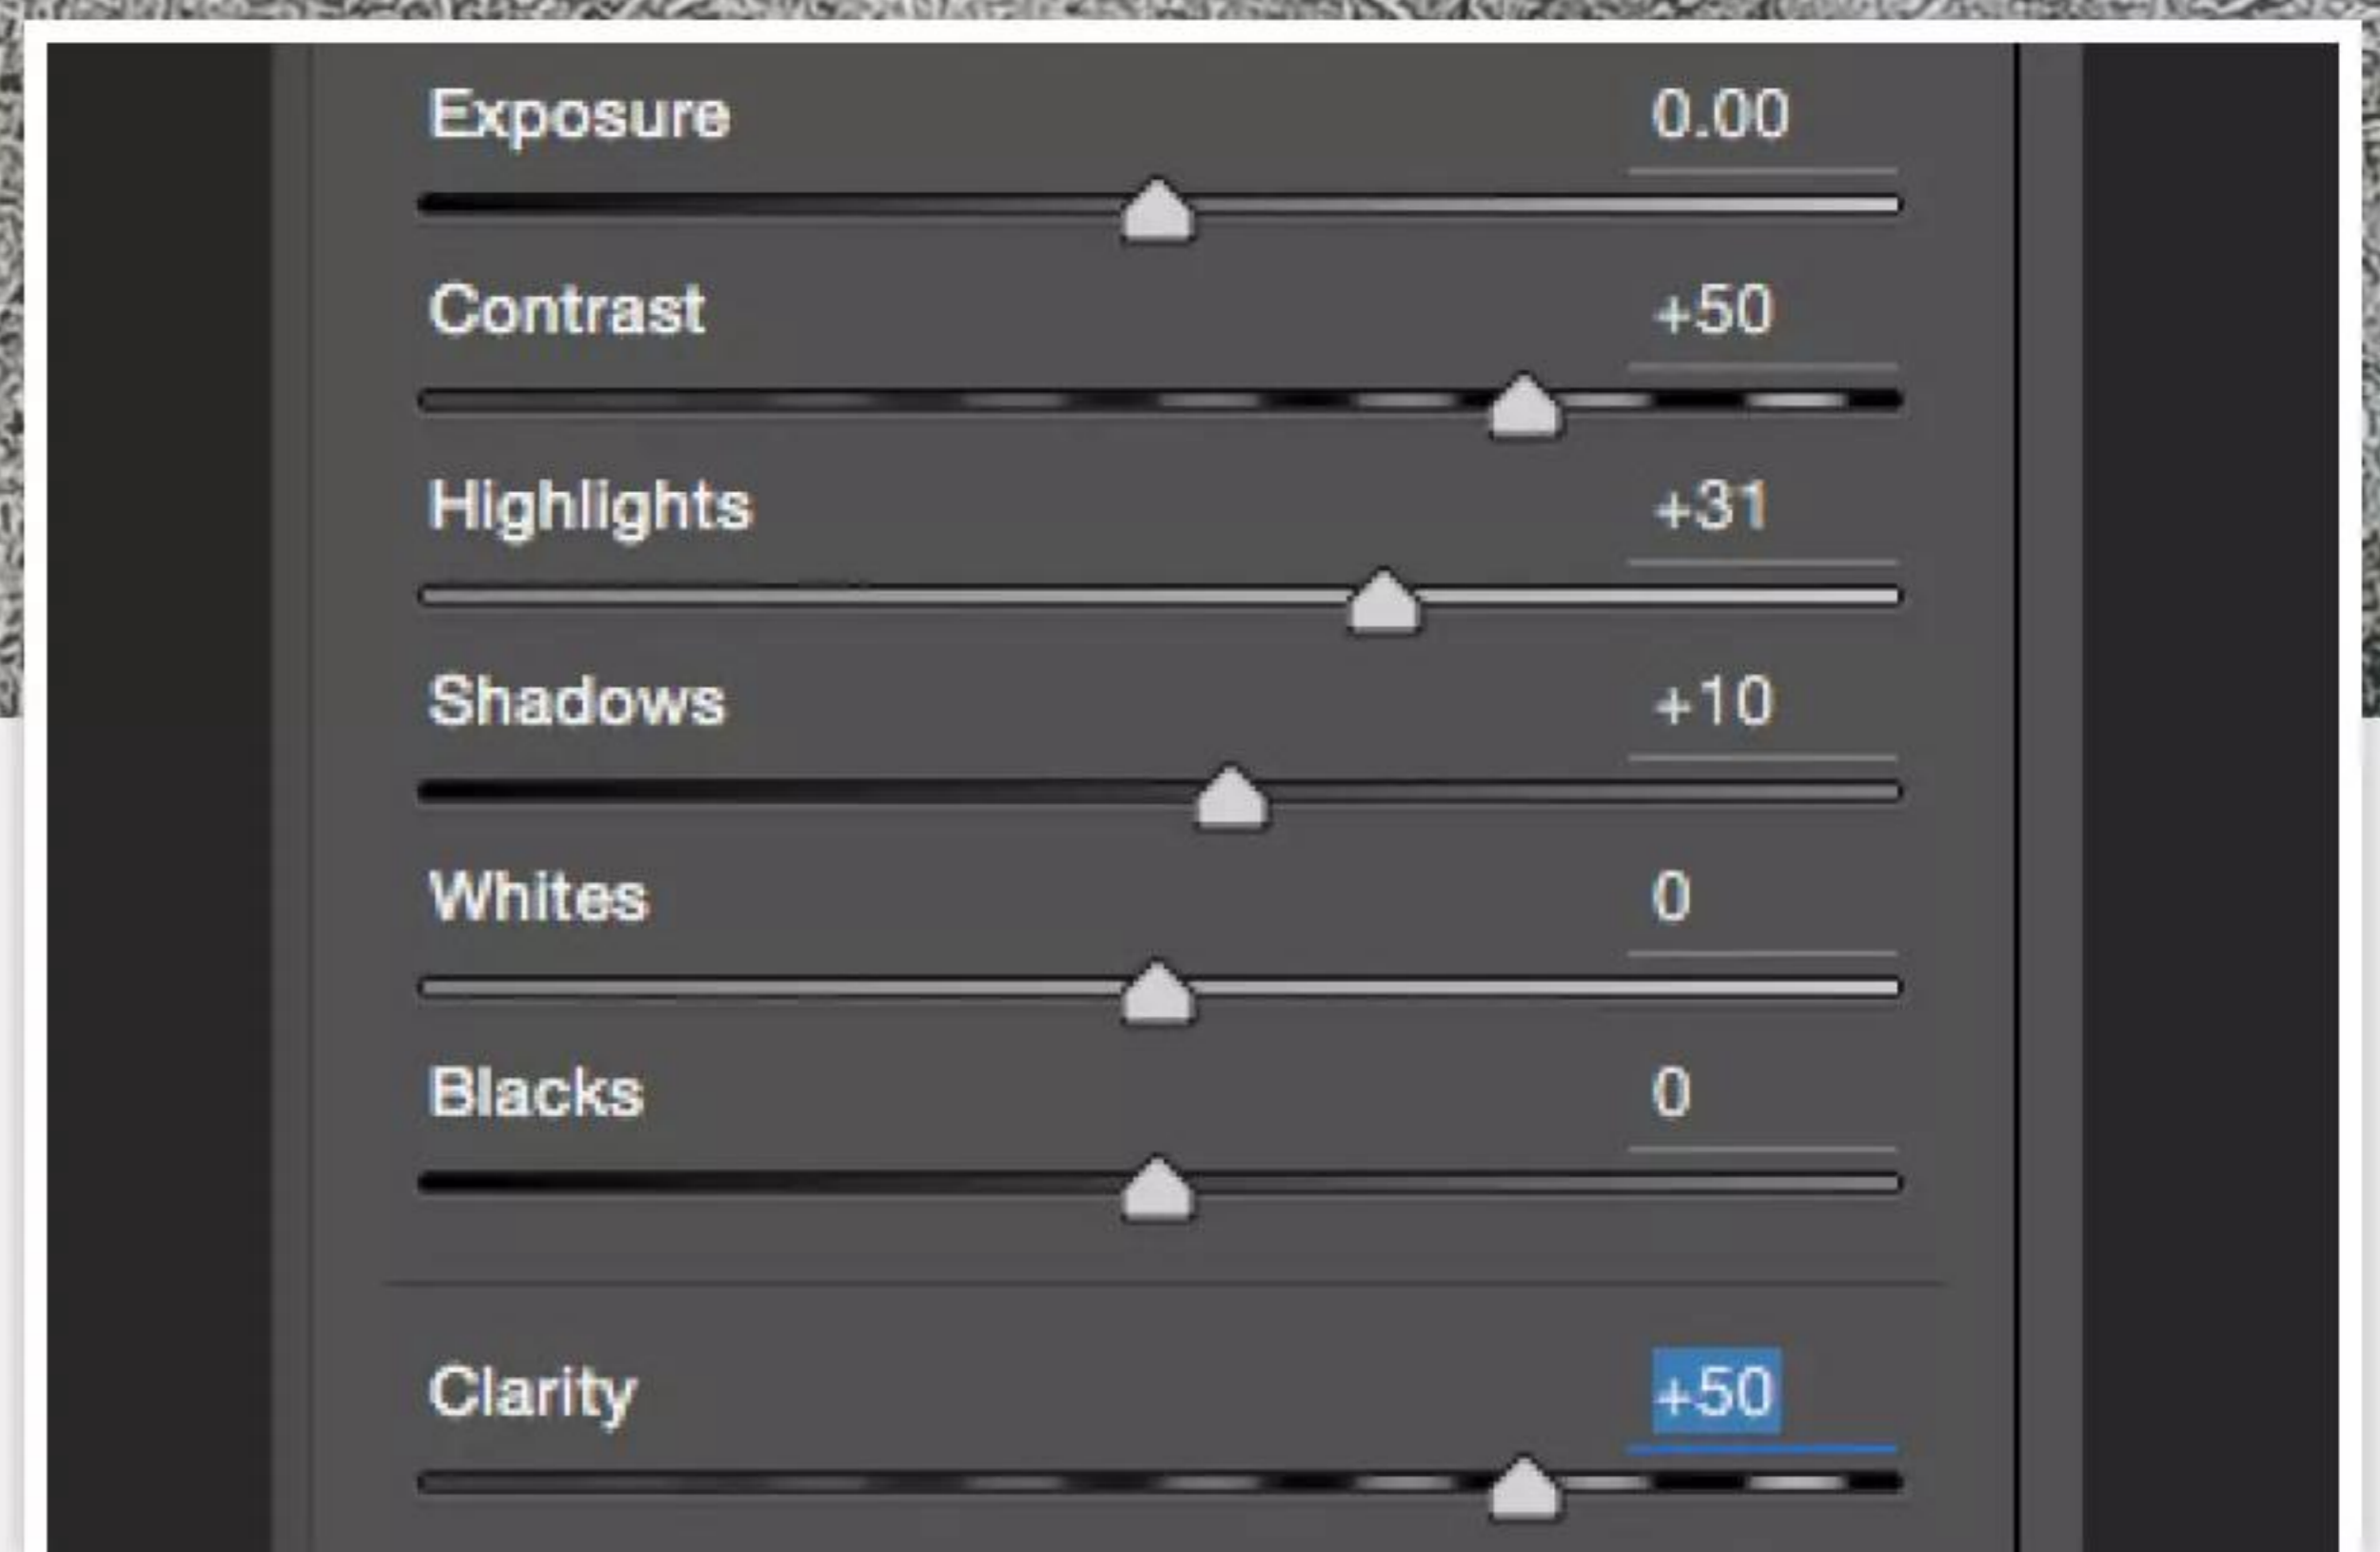 Exposure 0.00
Contrast +50
Highlights +31
Shadows +10
Whites 0
Blacks 0
Clarity +50